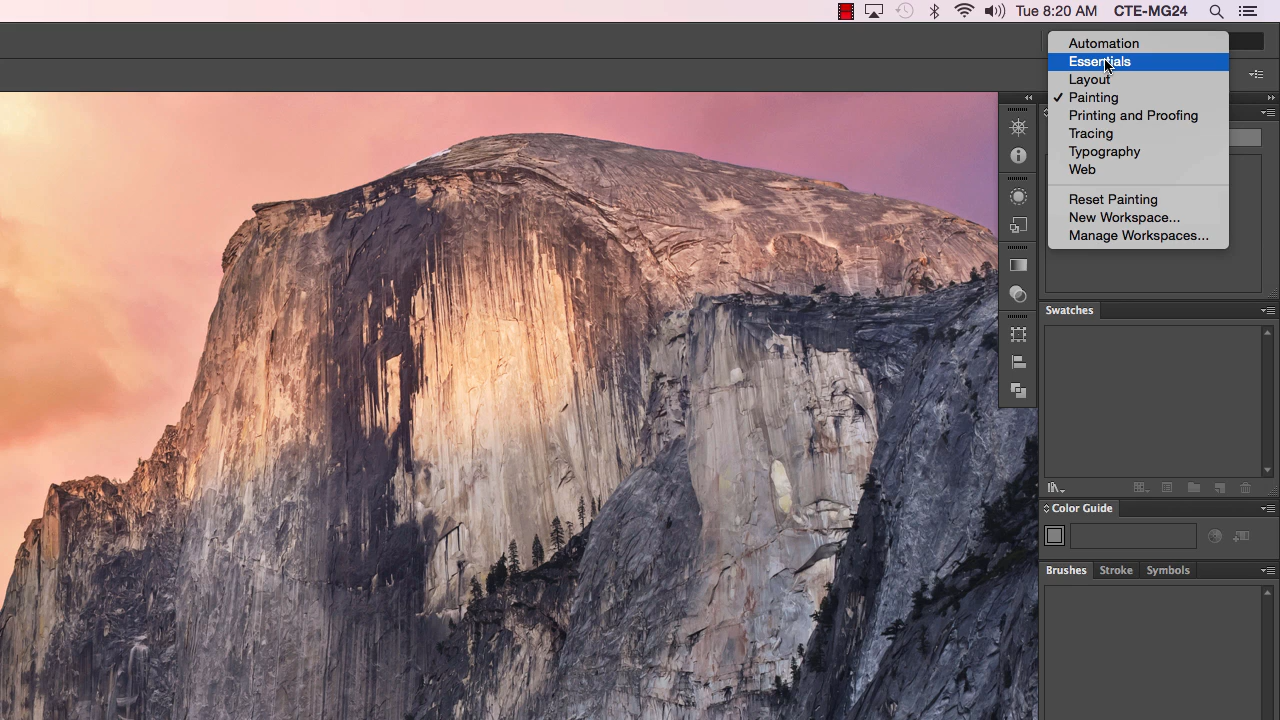 Tue 8:20 AM CTE-MG24
Automation
Essentials
Layout
Painting
Printing and Proofing
Tracing
Typography
Web
Reset Painting
New Workspace...
Manage Workspaces...
Swatches
Color Guide
Brushes Stroke Symbols